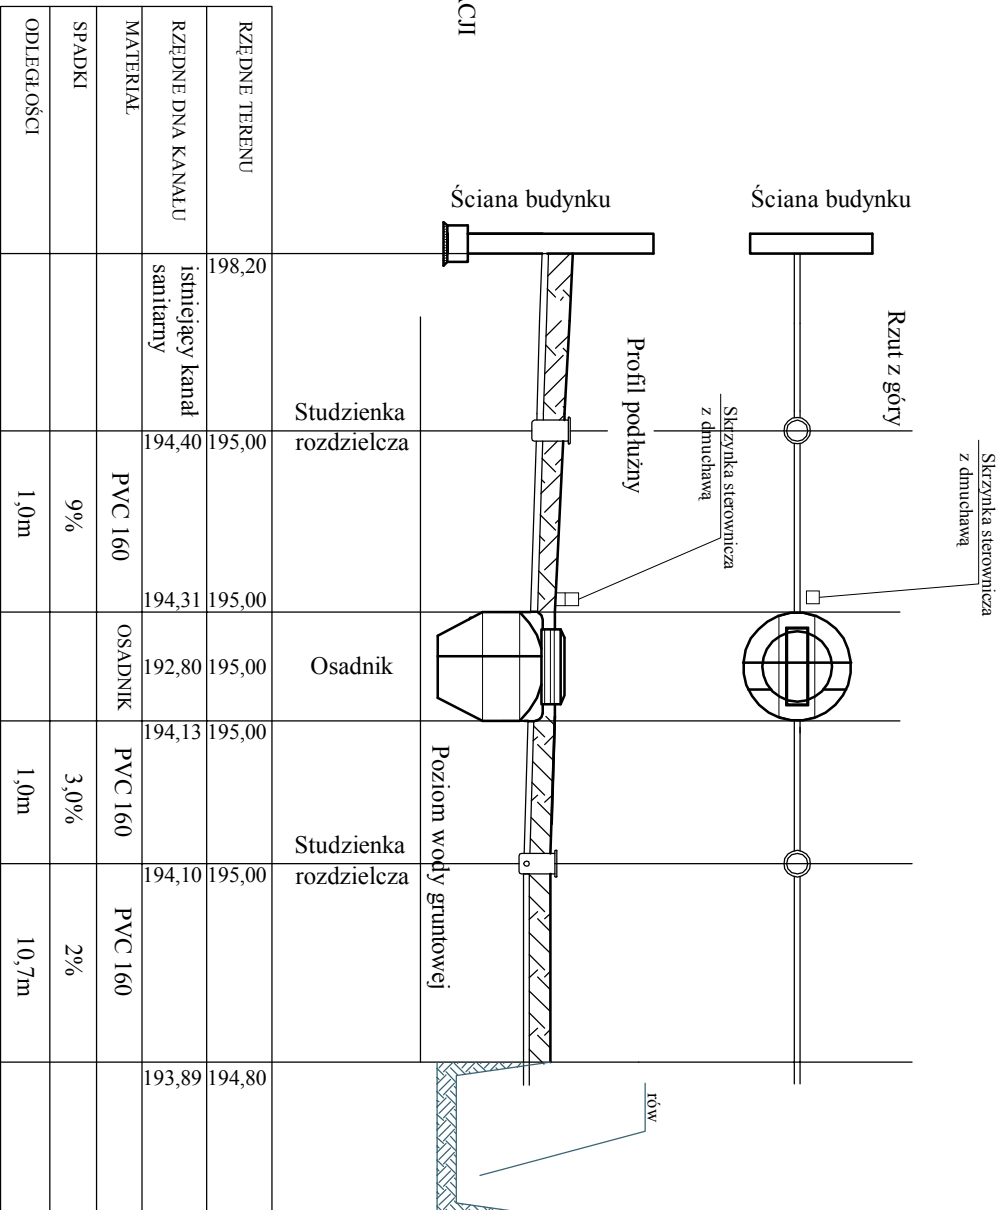 CJI
Rzut z góry
Ściana budynku
Skrzynka sterownicza
z dmuchawą
Profil podłużny
Ściana budynku
Skrzynka sterownicza
z dmuchawą
rów
Poziom wody gruntowej
Studzienka
rozdzielcza
Osadnik
Studzienka
rozdzielcza
RZĘDNE TERENU
198,20
195,00
195,00
195,00
195,00
195,00
194,80
RZĘDNE DNA KANAŁU
istniejący kanał
sanitarny
194,40
194,31
192,80
194,13
194,10
193,89
MATERIAŁ
PVC 160
OSADNIK
PVC 160
PVC 160
SPADKI
9%
3,0%
2%
ODLEGŁOŚCI
1,0m
1,0m
10,7m